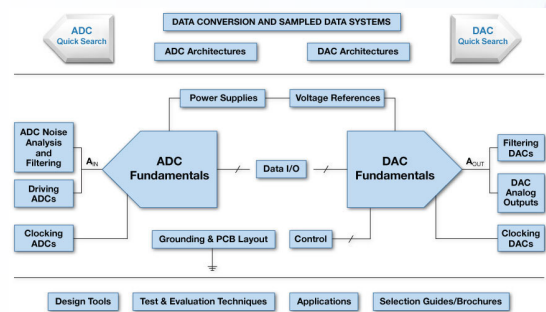 ADC
Quick Search
DATA CONVERSION AND SAMPLED DATA SYSTEMS
DAC
Quick Search
ADC Architectures
DAC Architectures
Power Supplies
Voltage References
ADC Noise
Analysis
and
Filtering
AIN
ADC
Fundamentals
Data I/O
DAC
Fundamentals
AOUT
Filtering
DACs
Driving
ADCs
DAC
Analog
Outputs
Clocking
ADCs
Grounding & PCB Layout
Control
Clocking
DACs
Design Tools
Test & Evaluation Techniques
Applications
Selection Guides/Brochures